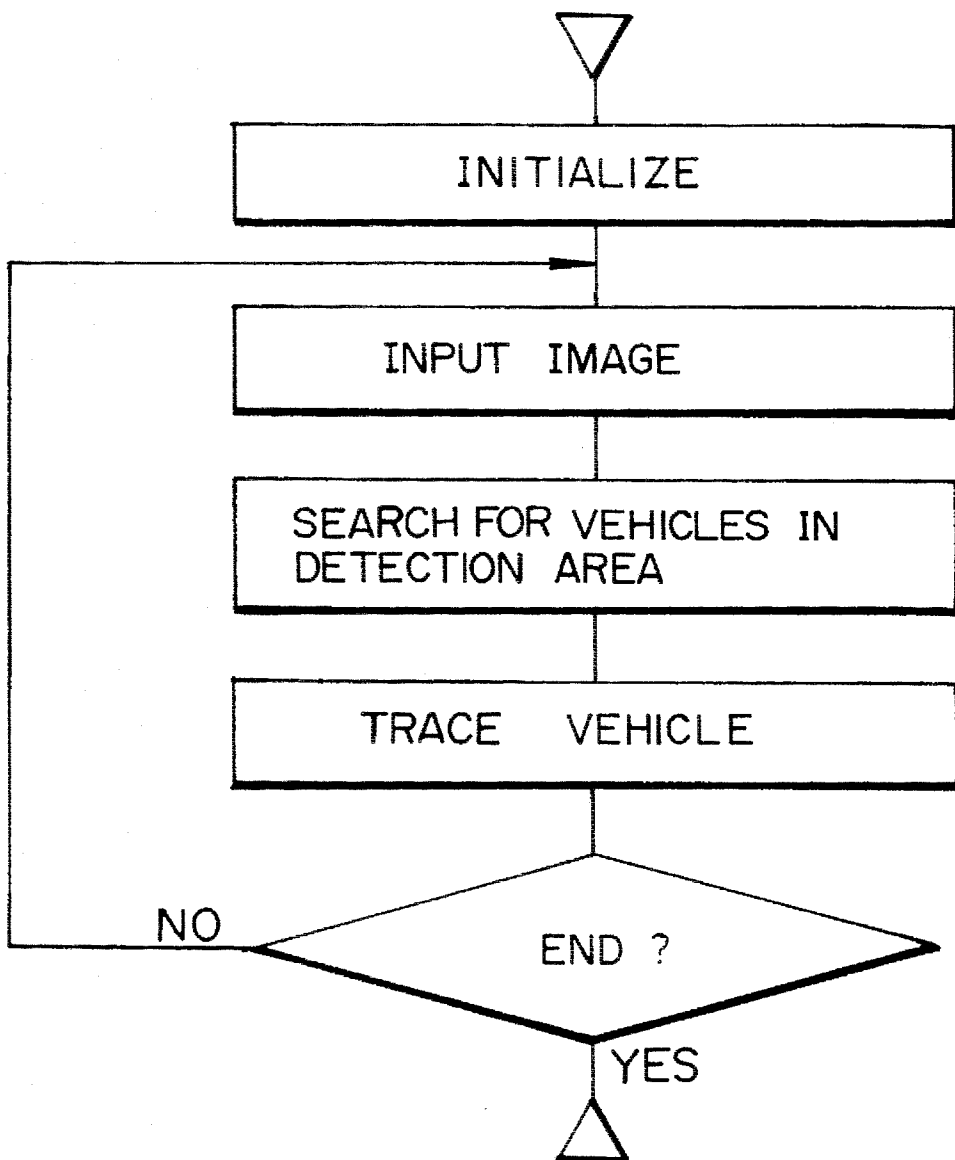 INITIALIZE
INPUT IMAGE
SEARCH FOR VEHICLES IN
DETECTION AREA
TRACE VEHICLE
END ?
NO
YES